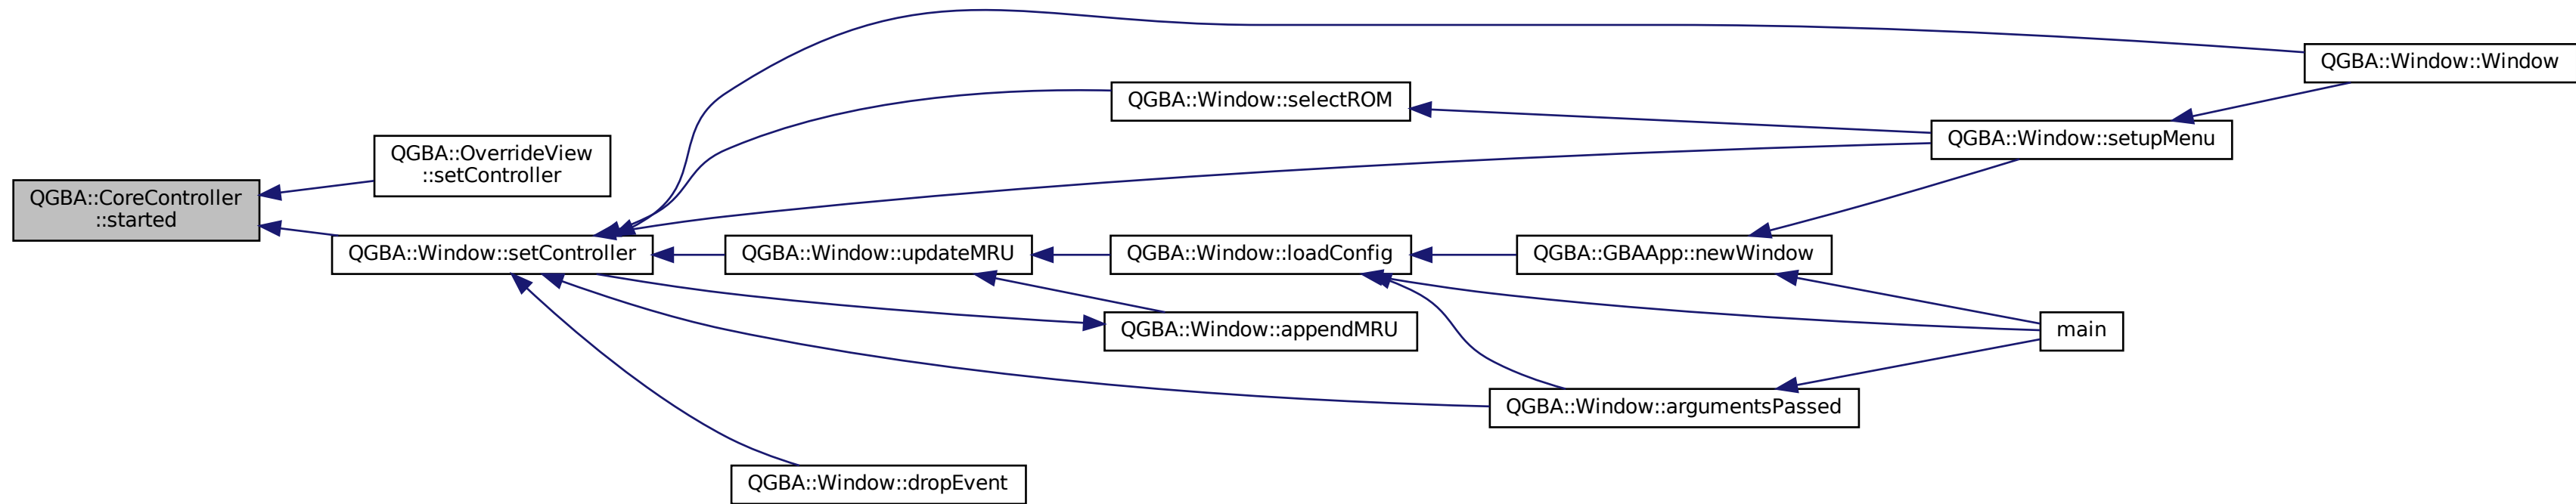 QGBA::CoreController
::started
QGBA::OverrideView
::setController
QGBA::Window::setController
QGBA::Window::updateMRU
QGBA::Window::dropEvent
QGBA::Window::selectROM
QGBA::Window::loadConfig
QGBA::Window::appendMRU
QGBA::GBAApp::newWindow
QGBA::Window::argumentsPassed
QGBA::Window::setupMenu
main
QGBA::Window::Window